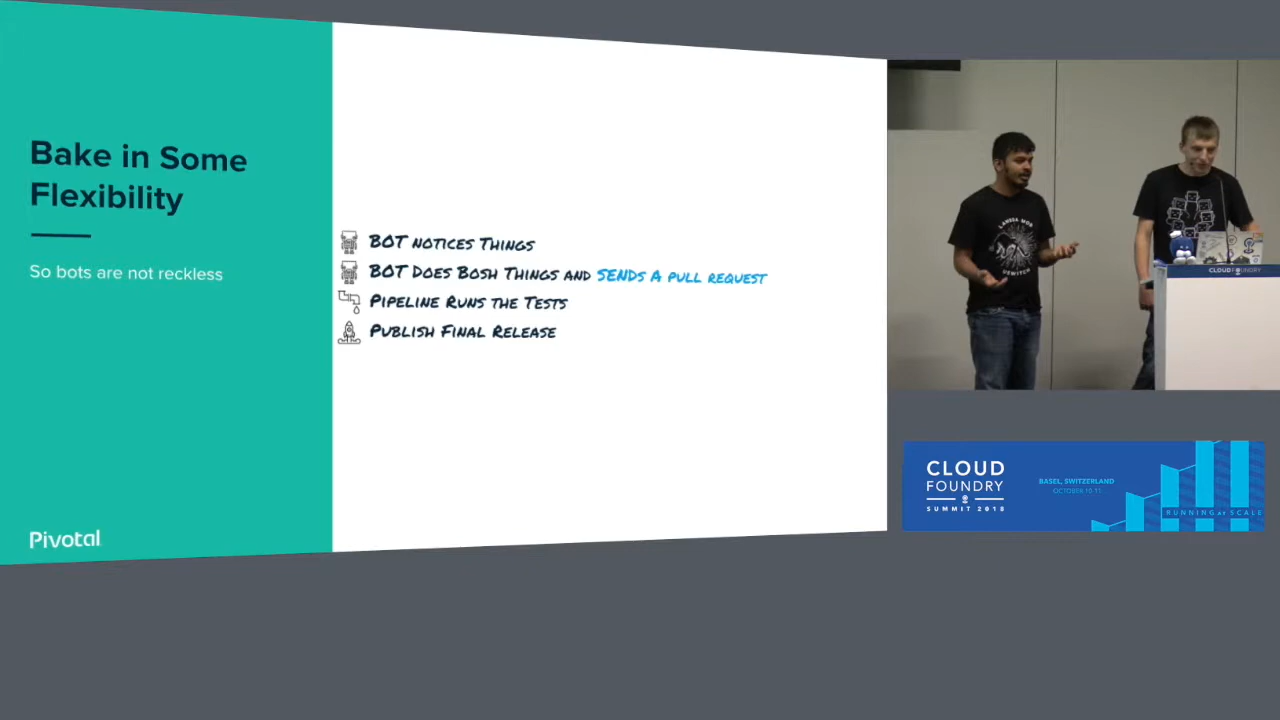 Bake in Some
Flexibility
So bots are not reckless
BOT NOTICES THINGS
BOT DOES BOSH THINGS AND SENDS A PULL REQUEST
PIPELINE RUNS THE TESTS
PUBLISH FINAL RELEASE
Pivotal
CLOUD FOUNDRY
CLOUD
FOUNDRY
SUMMIT 2018
BASEL, SWITZERLAND
OCTOBER 10-11
RUNNING AT SCALE